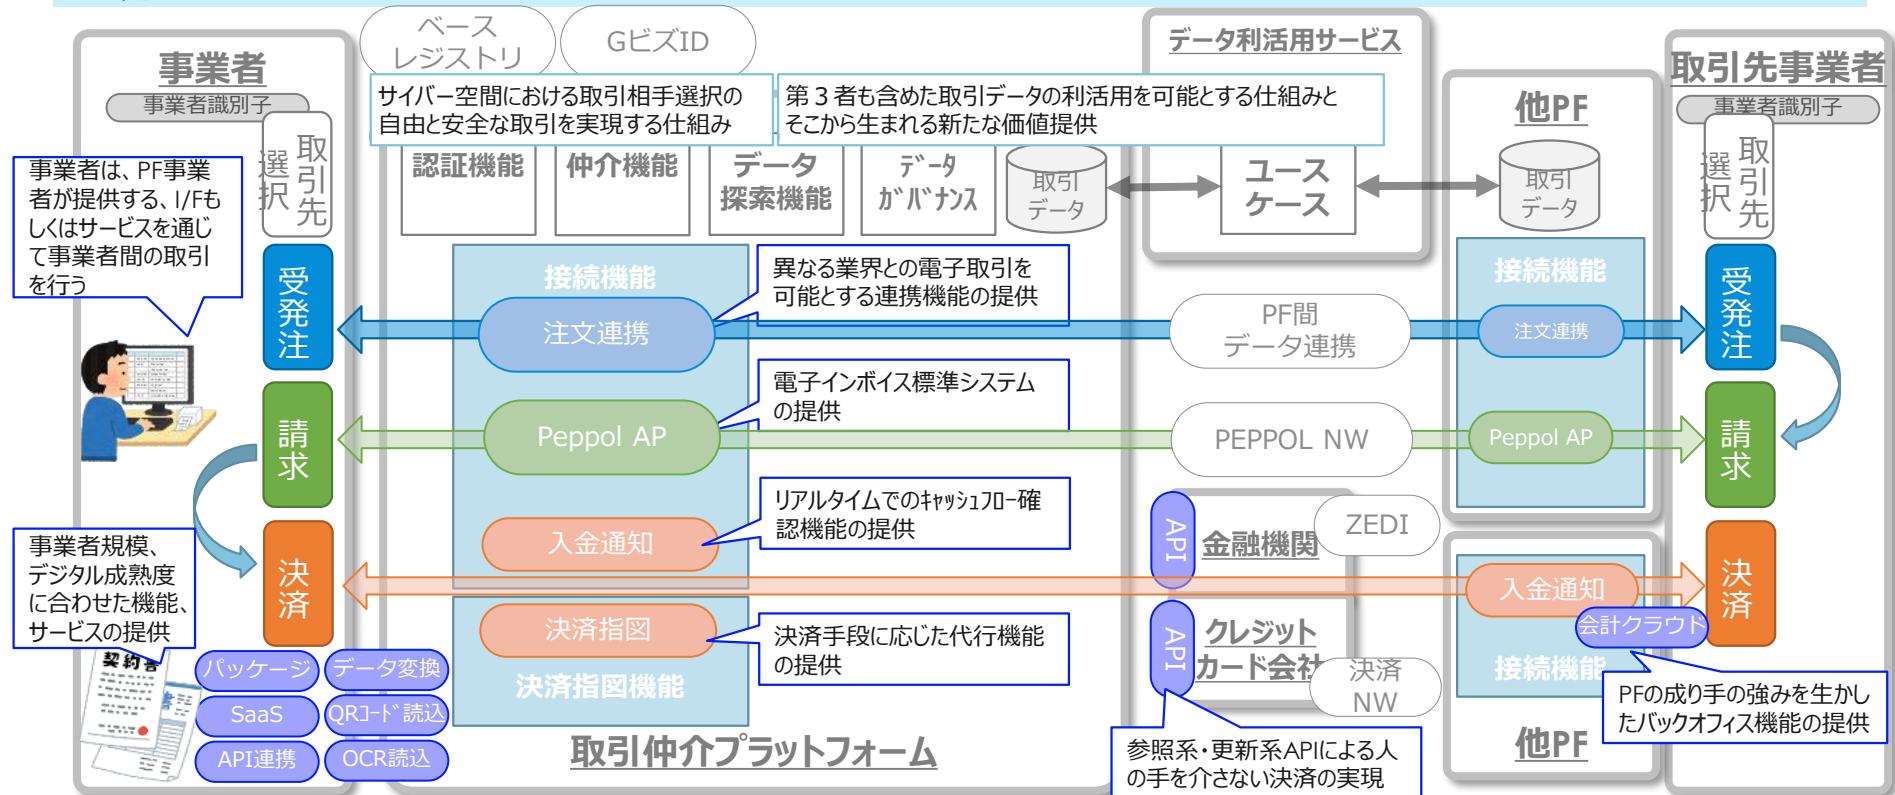 ベース
レジストリ
GビズID
データ利活用サービス
事業者
事業者識別子
取引先
選択
取引先事業者
事業者識別子
取引先
選択
サイバー空間における取引相手選択の
自由と安全な取引を実現する仕組み
第３者も含めた取引データの利活用を可能とする仕組みと
そこから生まれる新たな価値提供
他PF
事業者は、PF事業
者が提供する、I/Fも
しくはサービスを通じ
て事業者間の取引
を行う
認証機能
仲介機能
データ
探索機能
ﾃﾞｰﾀ
ｶﾞﾊﾞﾅﾝｽ
取引
データ
ユース
ケース
取引
データ
接続機能
異なる業界との電子取引を
可能とする連携機能の提供
接続機能
受発注
注文連携
PF間
データ連携
注文連携
受発注
電子インボイス標準システム
の提供
請求
Peppol AP
PEPPOL NW
Peppol AP
請求
リアルタイムでのｷｬｯｼｭﾌﾛｰ確
認機能の提供
入金通知
API
金融機関
ZEDI
事業者規模、
デジタル成熟度
に合わせた機能、
サービスの提供
決済
入金通知
会計クラウド
決済
決済指図
決済手段に応じた代行機能
の提供
API
クレジット
カード会社
決済
NW
接続機能
決済指図機能
契約書
パッケージ
データ変換
SaaS
QRｺｰﾄﾞ読込
API連携
OCR読込
PFの成り手の強みを生かし
たバックオフィス機能の提供
取引仲介プラットフォーム
参照系・更新系APIによる人
の手を介さない決済の実現
他PF